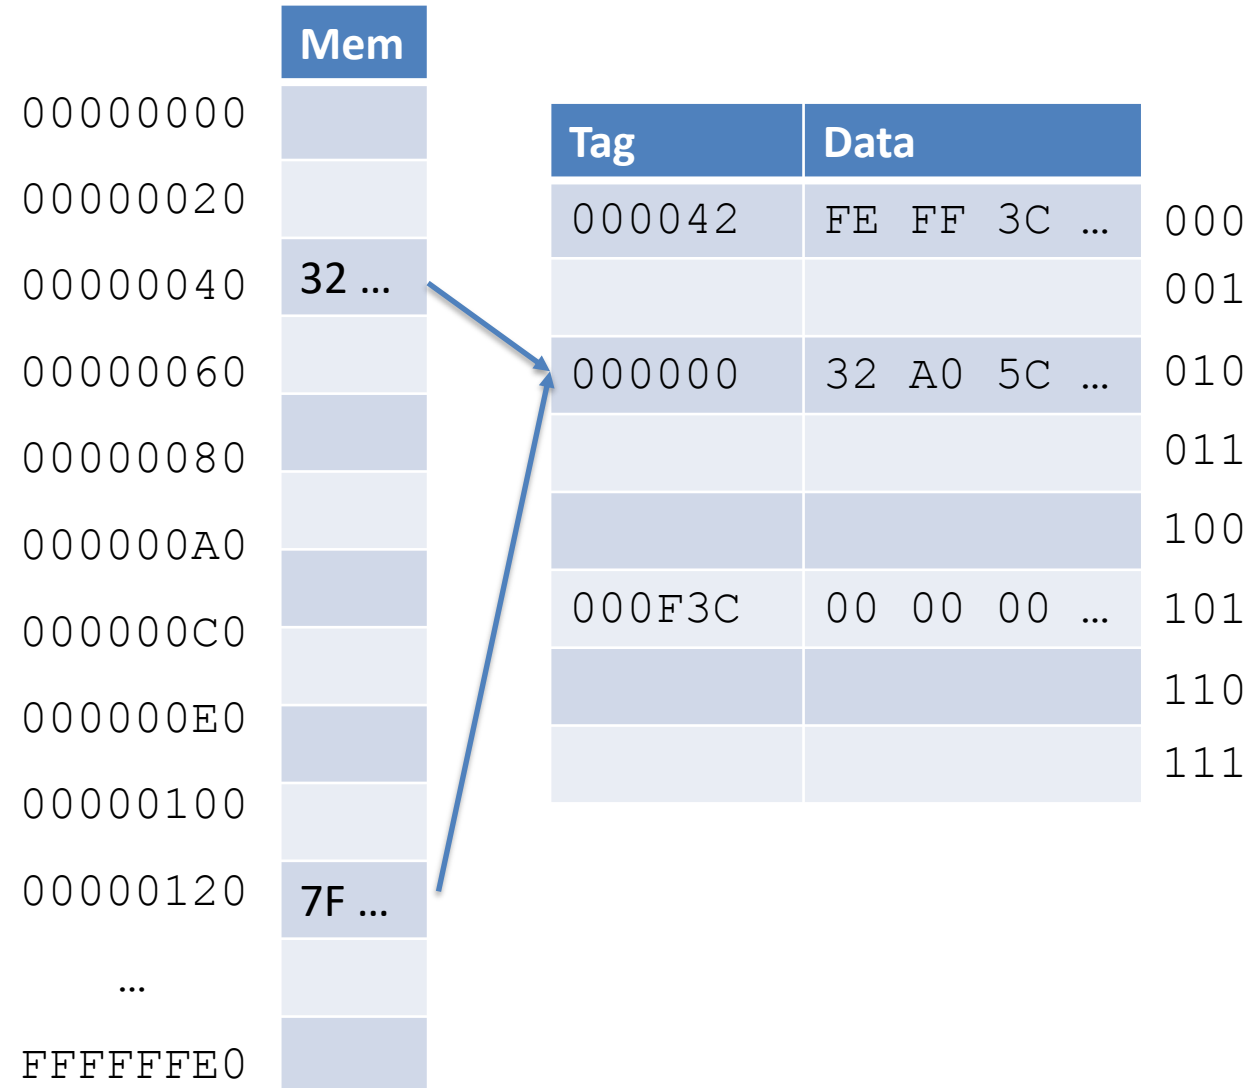 Mem
00000000
00000020
00000040 32 …
00000060
00000080
000000A0
000000C0
000000E0
00000100
00000120 7F …
…
FFFFFFE0
Tag Data
000042 FE FF 3C … 000
001
000000 32 A0 5C … 010
011
100
000F3C 00 00 00 … 101
110
111